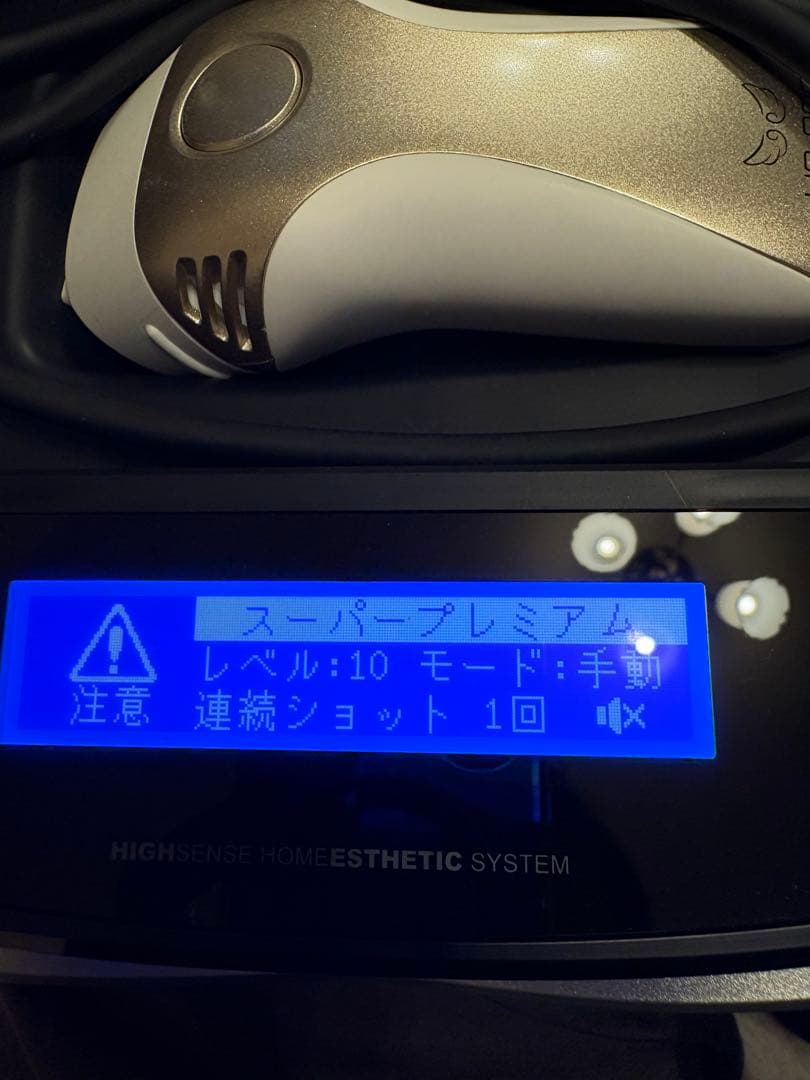 スーパープレミアム
レベル:10 モード:手動
注意 連続ショット 1回
HIGHSENSE HOMEESTHETIC SYSTEM